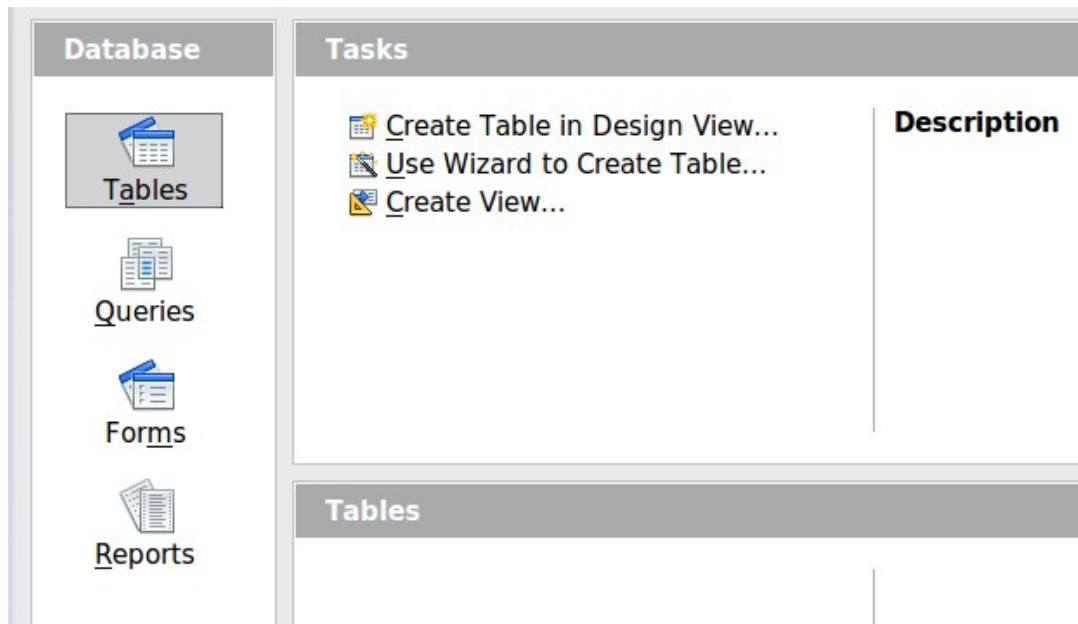 Database
Tables
Queries
Forms
Reports
Tasks
Create Table in Design View...
Use Wizard to Create Table...
Create View...
Description
Tables